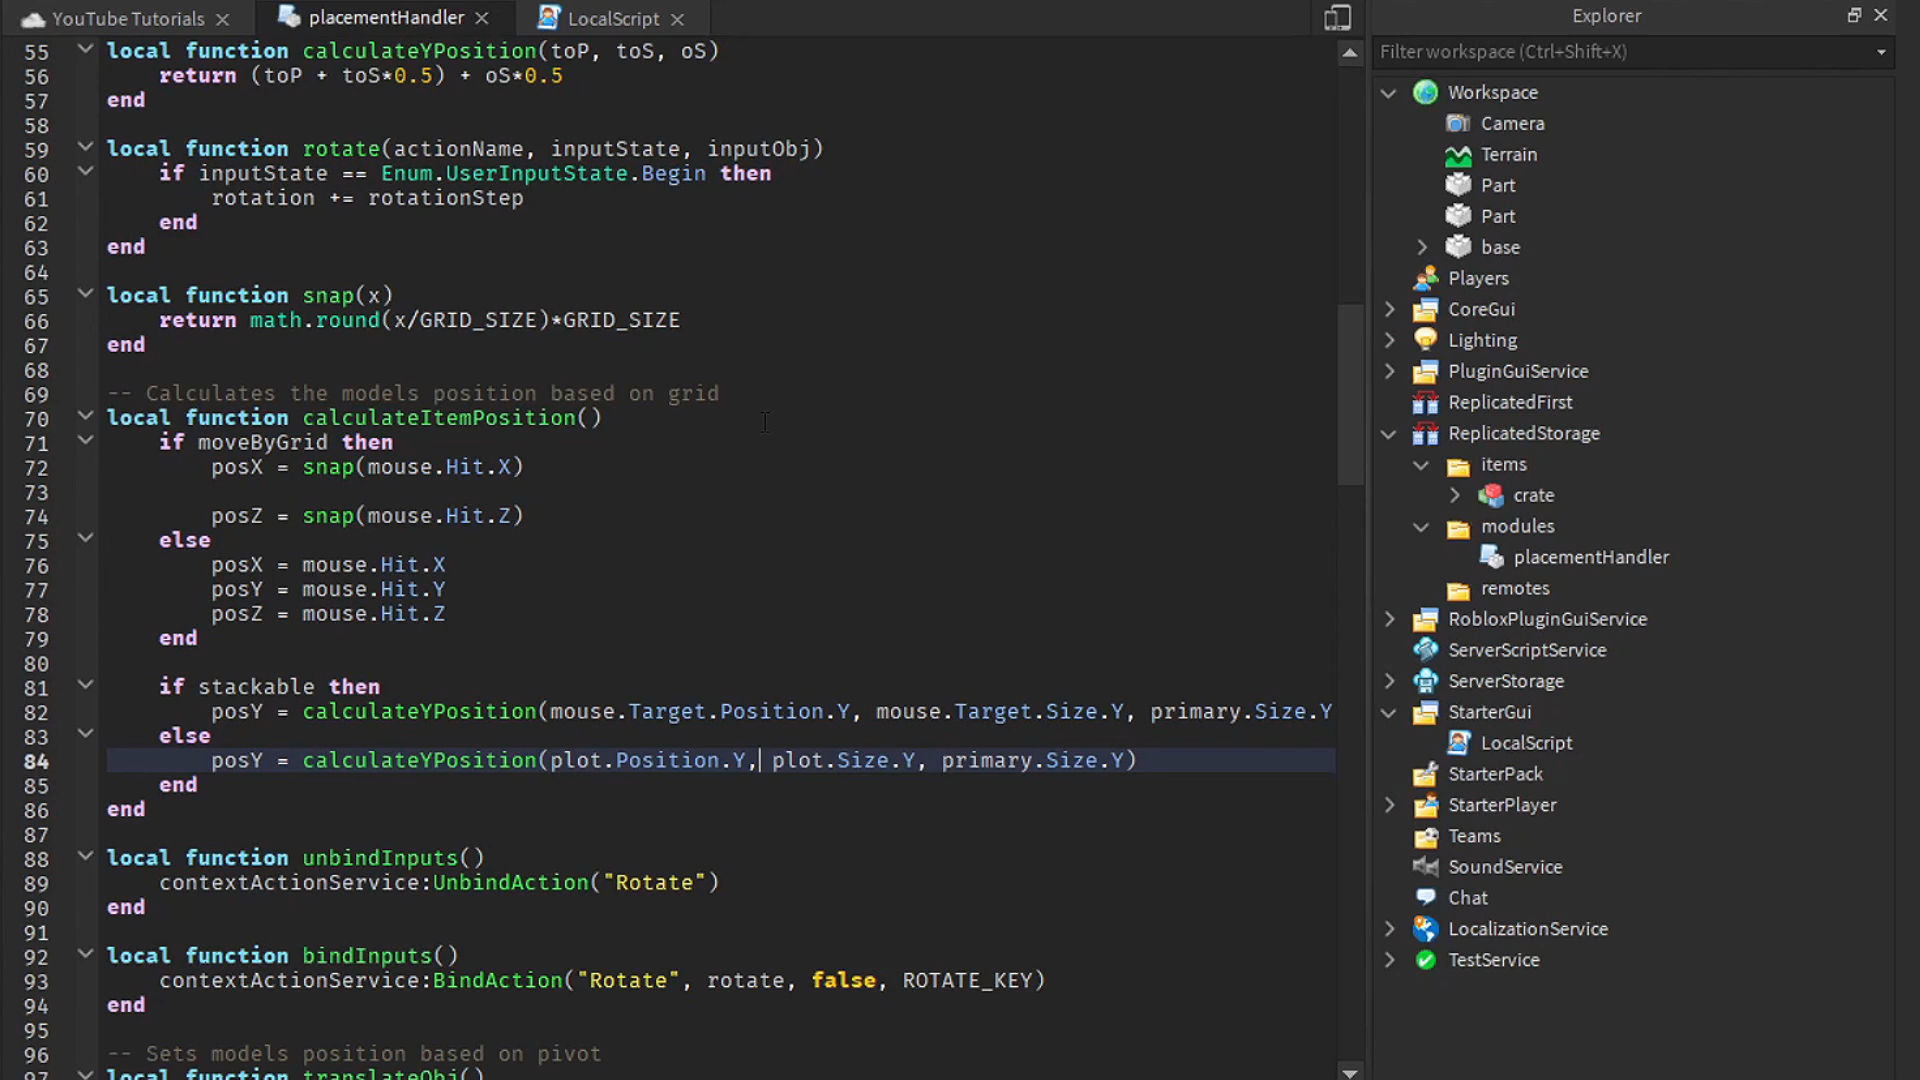 YouTube Tutorials
placementHandler
LocalScript
55 local function calculateYPosition(toP, toS, oS)
56 return (toP + toS*0.5) + oS*0.5
57 end
58
59 local function rotate(actionName, inputState, inputObj)
60 if inputState == Enum.UserInputState.Begin then
61 rotation += rotationStep
62 end
63 end
64
65 local function snap(x)
66 return math.round(x/GRID_SIZE)*GRID_SIZE
67 end
68
69 -- Calculates the models position based on grid
70 local function calculateItemPosition()
71 if moveByGrid then
72 posX = snap(mouse.Hit.X)
73
74 posZ = snap(mouse.Hit.Z)
75 else
76 posX = mouse.Hit.X
77 posY = mouse.Hit.Y
78 posZ = mouse.Hit.Z
79 end
80
81 if stackable then
82 posY = calculateYPosition(mouse.Target.Position.Y, mouse.Target.Size.Y, primary.Size.Y
83 else
84 posY = calculateYPosition(plot.Position.Y, plot.Size.Y, primary.Size.Y)
85 end
86 end
87
88 local function unbindInputs()
89 contextActionService:UnbindAction("Rotate")
90 end
91
92 local function bindInputs()
93 contextActionService:BindAction("Rotate", rotate, false, ROTATE_KEY)
94 end
95
96 -- Sets models position based on pivot
97 local function translateObj()
Explorer
Filter workspace (Ctrl+Shift+X)
Workspace
Camera
Terrain
Part
Part
base
Players
CoreGui
Lighting
PluginGuiService
ReplicatedFirst
ReplicatedStorage
items
crate
modules
placementHandler
remotes
RobloxPluginGuiService
ServerScriptService
ServerStorage
StarterGui
LocalScript
StarterPack
StarterPlayer
Teams
SoundService
Chat
LocalizationService
TestService